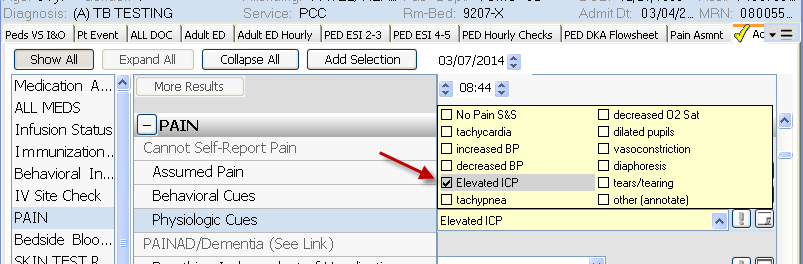 Diagnosis: (A) TB TESTING Service: PCC Rm-Bed: 9207-X Admit Dt: 03/04/2... MRN: 080055...
Peds VS I&O Pt Event ALL DOC Adult ED Adult ED Hourly PED ESI 2-3 PED ESI 4-5 PED Hourly Checks PED DKA Flowsheet Pain Asmnt
Show All Expand All Collapse All Add Selection 03/07/2014
Medication A... More Results 08:44
ALL MEDS
Infusion Status
Immunization...
Behavioral In...
IV Site Check
PAIN
Bedside Bloo...
SKIN TEST R
PAIN
Cannot Self-Report Pain
Assumed Pain
Behavioral Cues
Physiologic Cues
PAINAD/Dementia (See Link)
No Pain S&S decreased O2 Sat
tachycardia dilated pupils
increased BP vasoconstriction
decreased BP diaphoresis
Elevated ICP tears/tearing
tachypnea other (annotate)
Elevated ICP